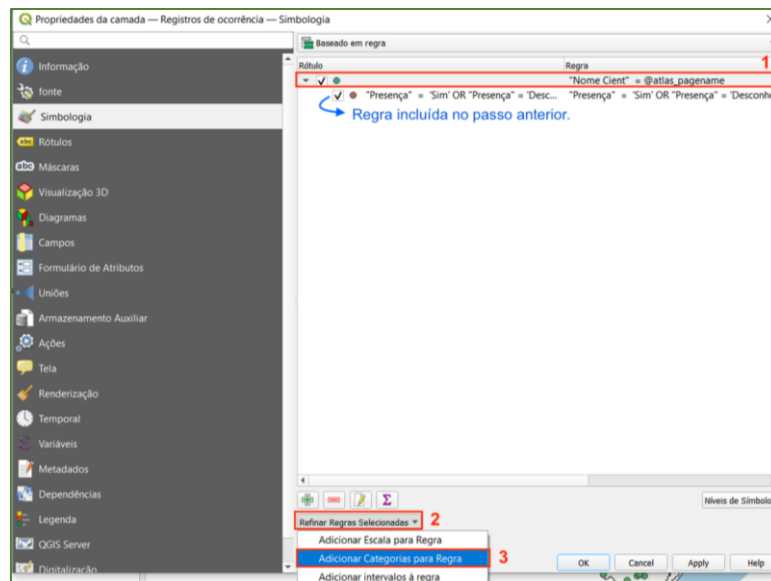 Propriedades da camada — Registros de ocorrência — Simbologia
Baseado em regra
Informação
fonte
Simbologia
abc Rótulos
abc Máscaras
Visualização 3D
Diagramas
Campos
Formulário de Atributos
Uniões
Armazenamento Auxiliar
Ações
Tela
Renderização
Temporal
Variáveis
Metadados
Dependências
Legenda
QGIS Server
Digitalização
Rótulo Regra 1
"Nome Cient" = @atlas_pagename
"Presença" = 'Sim' OR "Presença" = 'Desc... "Presença" = 'Sim' OR "Presença" = 'Desconhe
Regra incluída no passo anterior.
Níveis de Símbolo
Refinar Regras Selecionadas 2
Adicionar Escala para Regra
Adicionar Categorias para Regra 3
Adicionar intervalos à regra
OK Cancel Apply Help